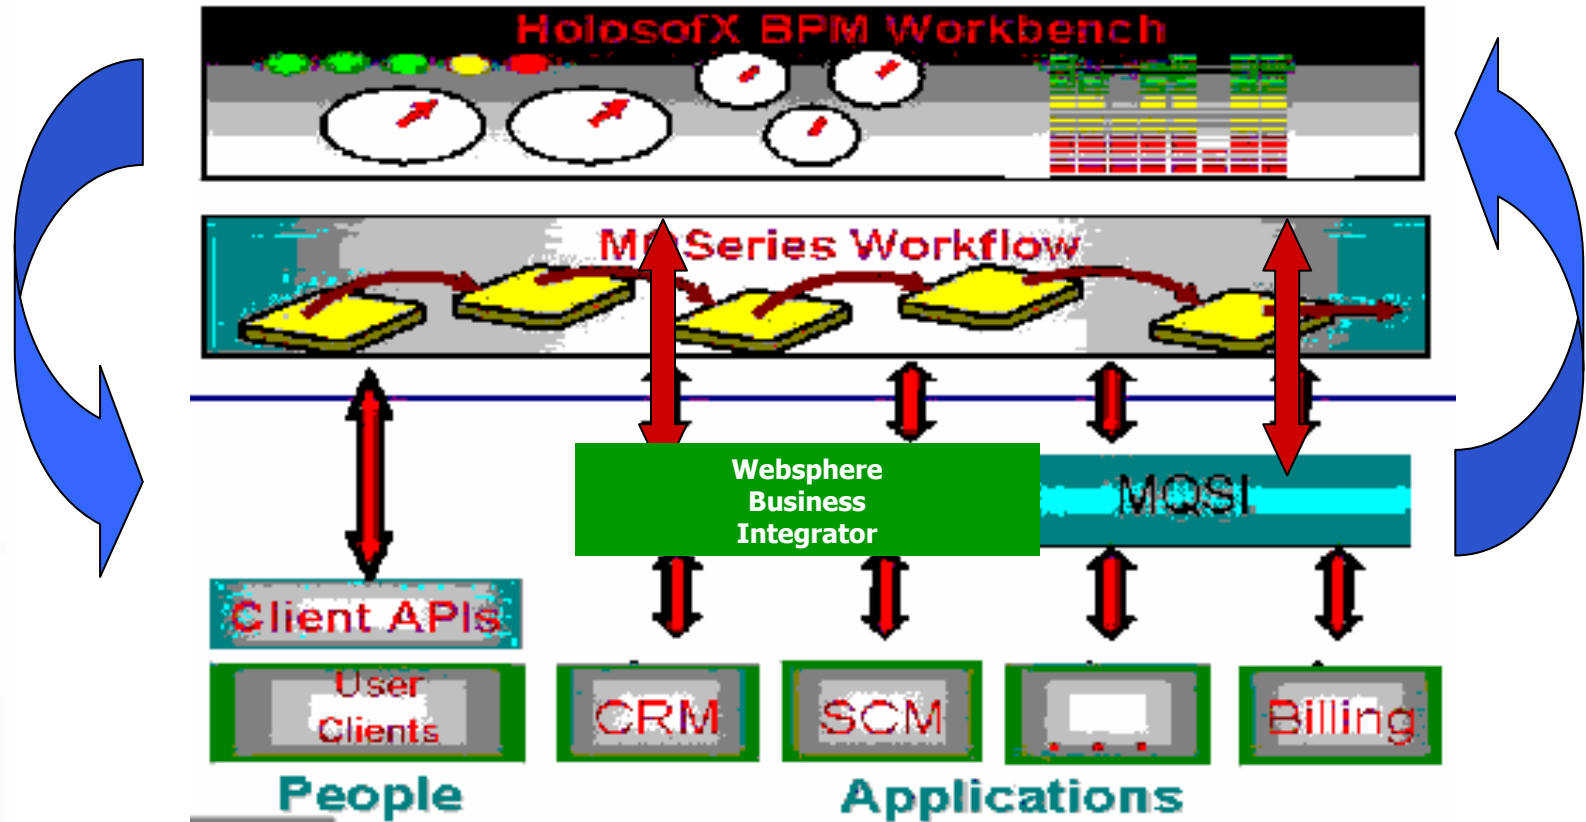 HolosofX BPM Workbench
MQSeries Workflow
Websphere
Business
Integrator
MQSI
Client APIs
User
Clients
CRM
SCM
...
Billing
People
Applications